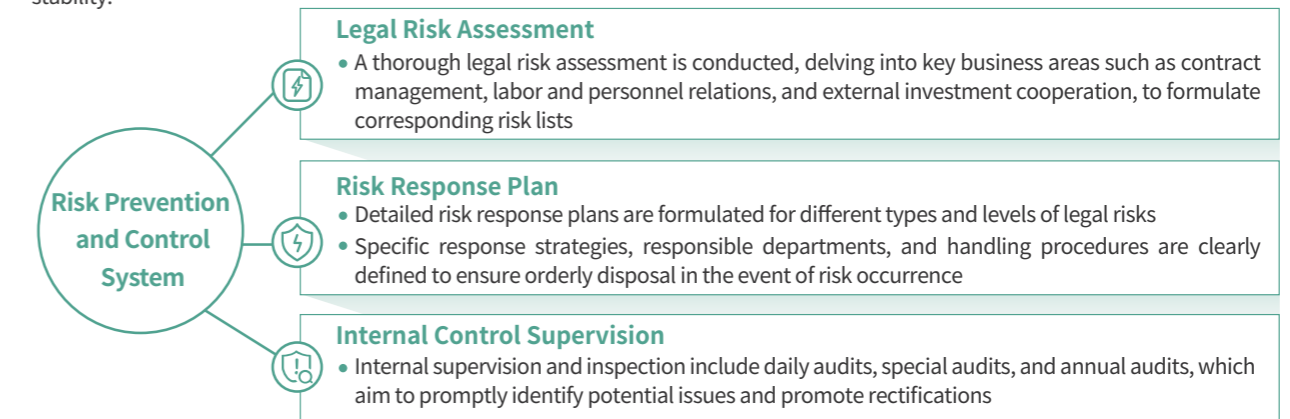 stability.
Legal Risk Assessment
• A thorough legal risk assessment is conducted, delving into key business areas such as contract
management, labor and personnel relations, and external investment cooperation, to formulate
corresponding risk lists
Risk Prevention
and Control
System
Risk Response Plan
• Detailed risk response plans are formulated for different types and levels of legal risks
• Specific response strategies, responsible departments, and handling procedures are clearly
defined to ensure orderly disposal in the event of risk occurrence
Internal Control Supervision
• Internal supervision and inspection include daily audits, special audits, and annual audits, which
aim to promptly identify potential issues and promote rectifications